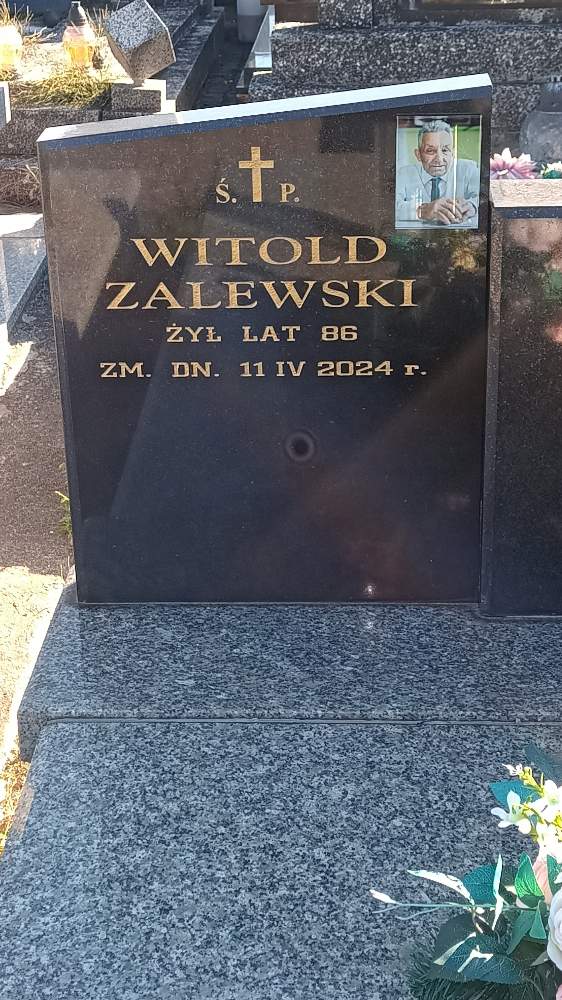 Ś. P.
WITOLD
ZALEWSKI
ŻYŁ LAT 86
ZM. DN. 11 IV 2024 r.